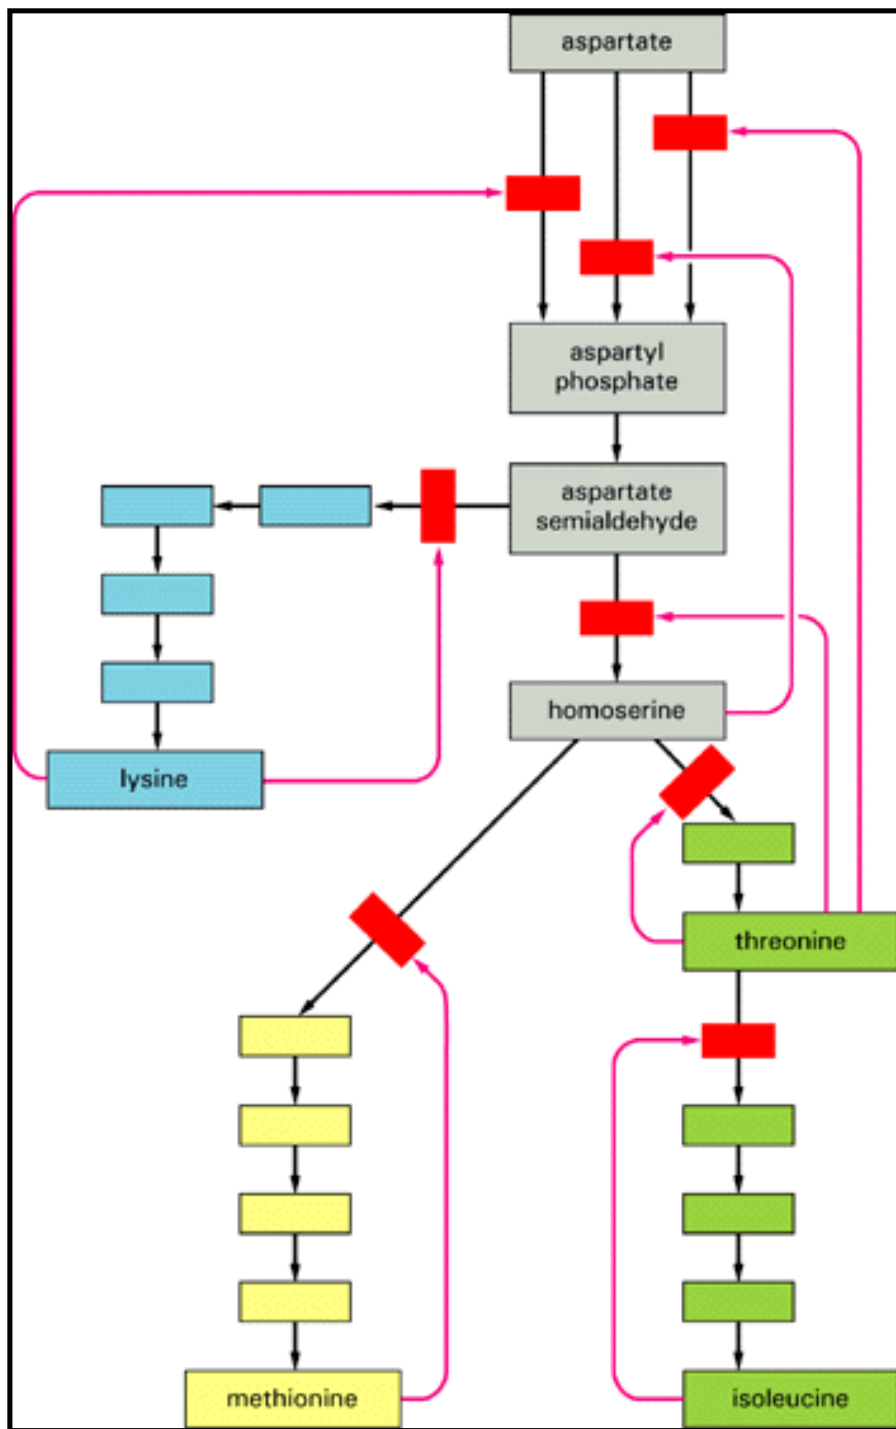 aspartate
aspartyl
phosphate
aspartate
semialdehyde
homoserine
lysine
threonine
methionine
isoleucine